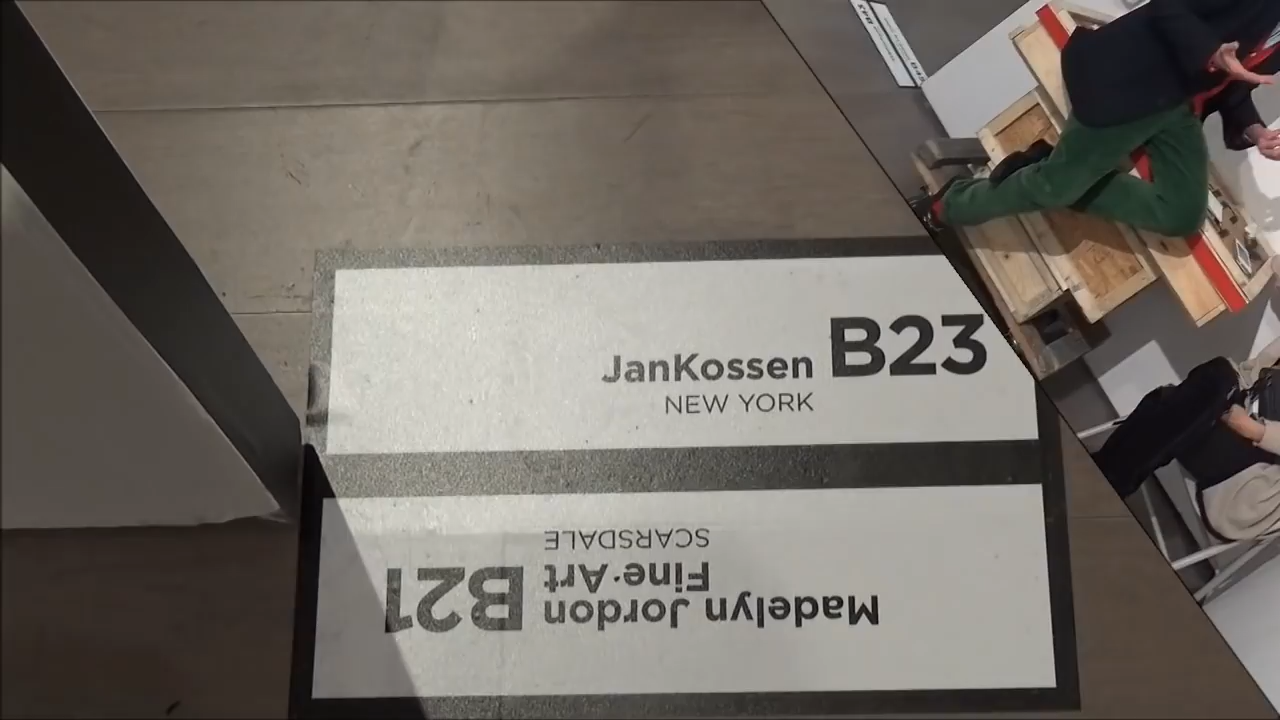 JanKossen B23
NEW YORK
Madelyn Jordon B21
Fine Art
SCARSDALE